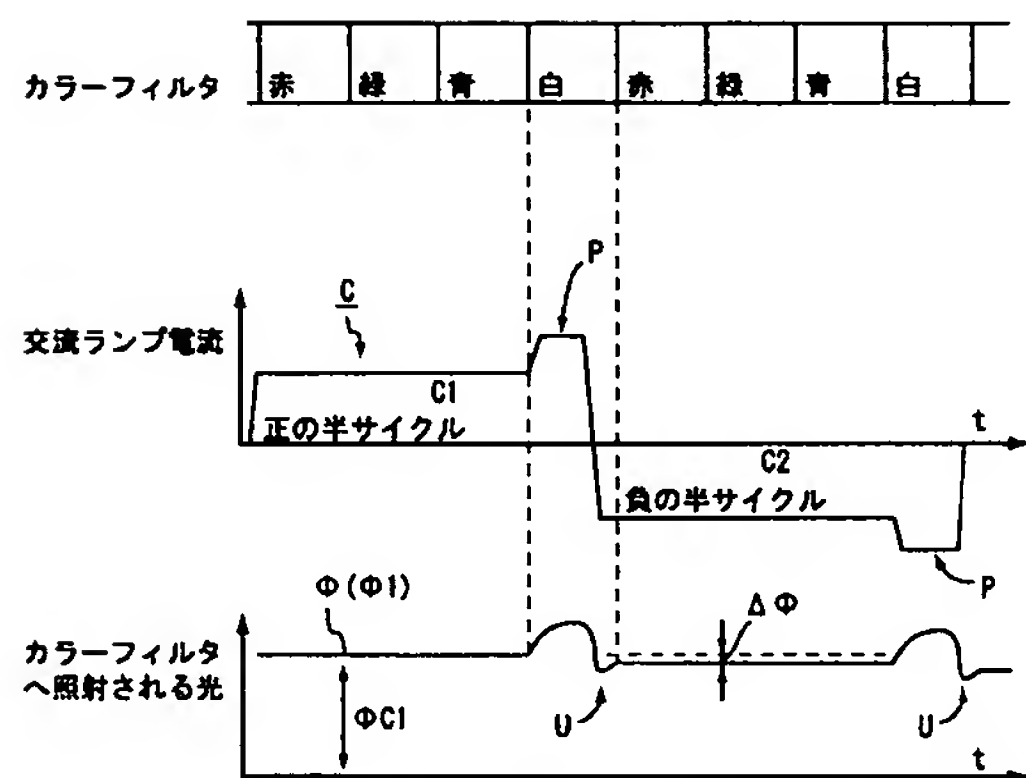 カラーフィルタ 赤 緑 青 白 赤 緑 青 白
P
C
交流ランプ電流
C1
正の半サイクル
t
C2
負の半サイクル
P
Φ(Φ1)
ΔΦ
カラーフィルタ
へ照射される光
ΦC1
U
U
t